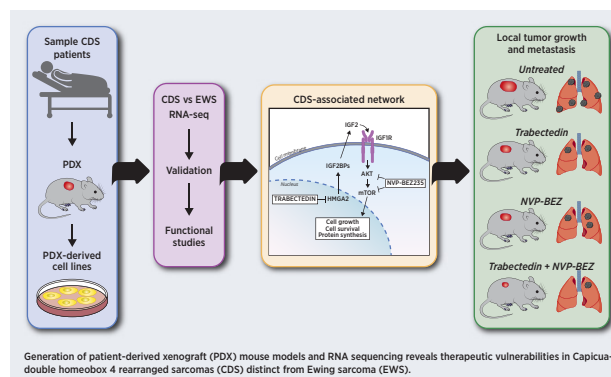 Sample CDS
patients
PDX
PDX-derived
cell lines
CDS vs EWS
RNA-seq
Validation
Functional
studies
CDS-associated network
IGF2
IGF1R
Cell membrane
IGF2BPs
AKT
NVP-BEZ235
mTOR
Nucleus
TRABECTEDIN
HMGA2
Cell growth
Cell survival
Protein synthesis
Local tumor growth
and metastasis
Untreated
Trabectedin
NVP-BEZ
Trabectedin + NVP-BEZ
Generation of patient-derived xenograft (PDX) mouse models and RNA sequencing reveals therapeutic vulnerabilities in Capicua-
double homeobox 4 rearranged sarcomas (CDS) distinct from Ewing sarcoma (EWS).